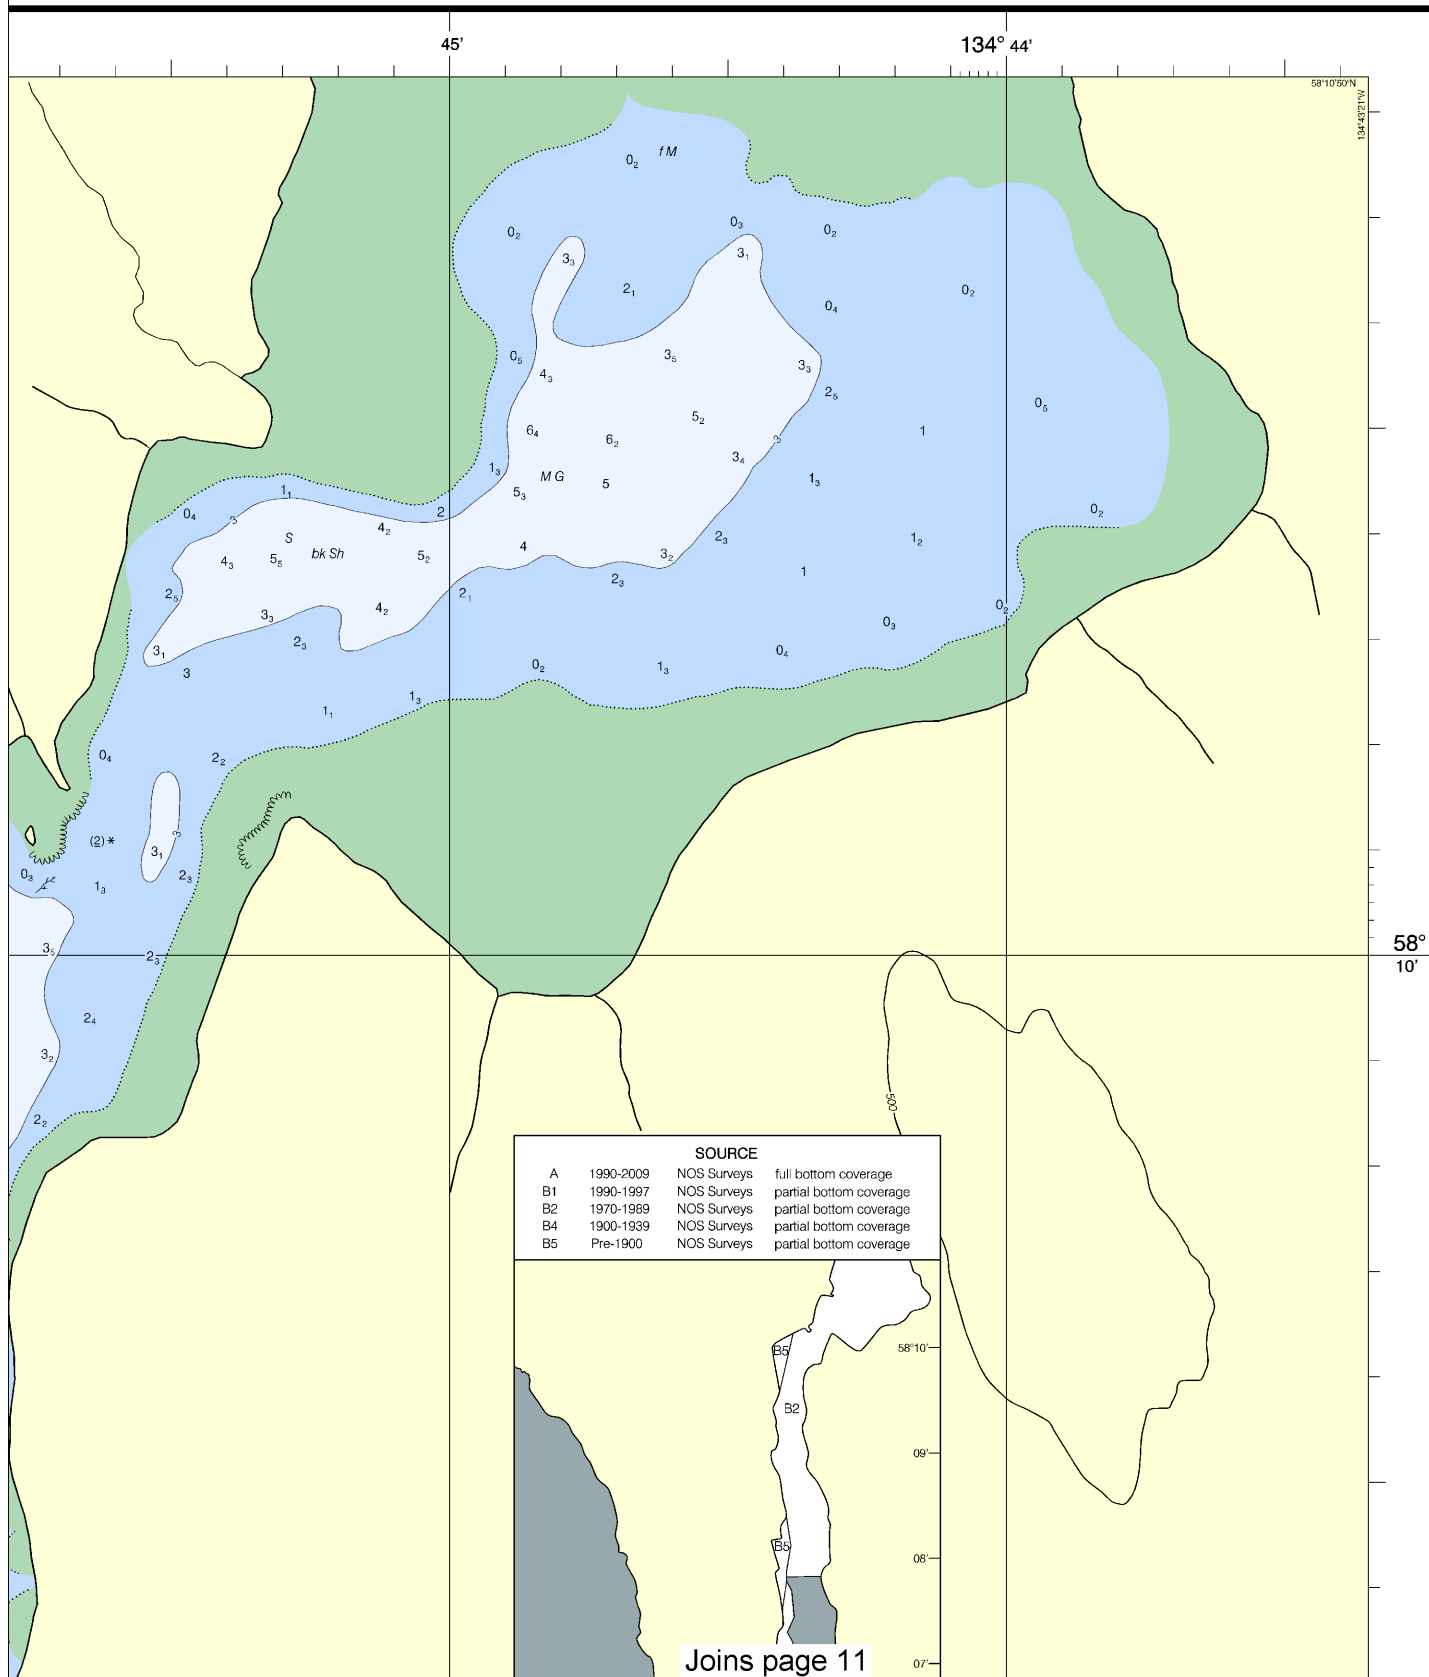 45'
134° 44'
58°10'50"N
134°43'21"W
0₂ f M
0₃
0₂ 0₂
3₃ 3₁
2₁ 0₂
0₄
0₅ 3₅
4₃ 3₃
2₅ 0₅
5₂
6₄ 6₂ 1
3 3₄
1₃ M G 1₃
5₃ 5
1₁
0₄ 3 2 0₂
4₂
S 2₃ 1₂
bk Sh 4
4₃ 5₅ 5₂ 3₂
2₃ 1
2₅ 2₁
4₂ 0₂
3₃ 0₃
2₃
3₁ 0₄
3 0₂ 1₃
1₃
1₁
0₄ 2₂
3
(2) *
3₁
0₃ 2₃
1₃
3₅
2₃
58°
10'
2₄
3₂
500
2₂
SOURCE
A 1990-2009 NOS Surveys full bottom coverage
B1 1990-1997 NOS Surveys partial bottom coverage
B2 1970-1989 NOS Surveys partial bottom coverage
B4 1900-1939 NOS Surveys partial bottom coverage
B5 Pre-1900 NOS Surveys partial bottom coverage
58°10'
B5
B2
09'
B5
08'
07'
Joins page 11